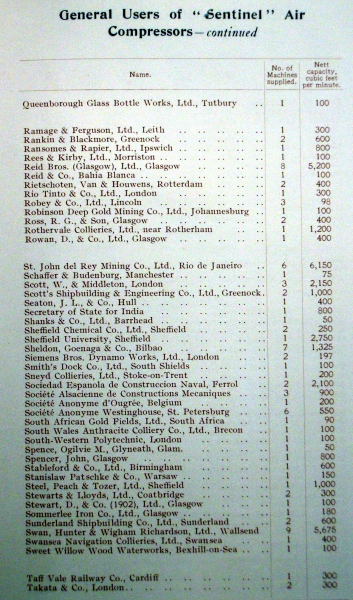 General Users of "Sentinel" Air
Compressors—continued
Name. No. of Machines supplied. Nett capacity, cubic feet per minute.
Queenborough Glass Bottle Works, Ltd., Tutbury .. 1 100
Ramage & Ferguson, Ltd., Leith .. .. .. .. .. 1 300
Rankin & Blackmore, Greenock .. .. .. .. .. 2 600
Ransomes & Rapier, Ltd., Ipswich .. .. .. .. 1 800
Rees & Kirby, Ltd., Morriston .. .. .. .. .. 1 100
Reid Bros. (Glasgow), Ltd., Glasgow .. .. .. .. 8 5,200
Reid & Co., Bahia Blanca .. .. .. .. .. .. 1 100
Rietschoten, Van & Houwens, Rotterdam .. .. .. 2 400
Rio Tinto & Co., Ltd., London .. .. .. .. .. 1 300
Robey & Co., Ltd., Lincoln .. .. .. .. .. 3 98
Robinson Deep Gold Mining Co., Ltd., Johannesburg .. 1 100
Ross, R. G., & Son, Glasgow .. .. .. .. .. 2 400
Rothervale Collieries, Ltd., near Rotherham .. .. 1 1,200
Rowan, D., & Co., Ltd., Glasgow .. .. .. .. 1 400
St. John del Rey Mining Co., Ltd., Rio de Janeiro .. 6 6,150
Schaffer & Budenburg, Manchester .. .. .. .. 1 75
Scott, W., & Middleton, London .. .. .. .. 3 2,150
Scott's Shipbuilding & Engineering Co., Ltd., Greenock. 2 1,000
Seaton, J. L., & Co., Hull .. .. .. .. .. 1 400
Secretary of State for India .. .. .. .. .. 1 800
Shanks & Co., Ltd., Barrhead .. .. .. .. .. 1 50
Sheffield Chemical Co., Ltd., Sheffield .. .. .. 2 250
Sheffield University, Sheffield .. .. .. .. .. 1 2,750
Sheldon, Goenaga & Co., Bilbao .. .. .. .. 7 1,325
Siemens Bros. Dynamo Works, Ltd., London .. .. 2 197
Smith's Dock Co., Ltd., South Shields .. .. .. 1 100
Sneyd Collieries, Ltd., Stoke-on-Trent .. .. .. 1 200
Sociedad Espanola de Construccion Naval, Ferrol .. 2 2,100
Société Alsacienne de Constructions Mecaniques .. 3 900
Société Anonyme d'Ougrée, Belgium .. .. .. .. 1 200
Société Anonyme Westinghouse, St. Petersburg .. .. 6 550
South African Gold Pields, Ltd., South Africa .. .. 1 90
South Wales Anthracite Colliery Co., Ltd., Brecon .. 1 100
South-Western Polytechnic, London .. .. .. .. 1 100
Spence, Ogilvie M., Glyneath, Glam. .. .. .. .. 1 50
Spencer, John, Glasgow .. .. .. .. .. .. 1 800
Stableford & Co., Ltd., Birmingham .. .. .. .. 1 600
Stanislaw Patschke & Co., Warsaw .. .. .. .. 1 150
Steel, Peach & Tozer, Ltd., Sheffield .. .. .. .. 1 1,000
Stewarts & Lloyds, Ltd., Coatbridge .. .. .. .. 2 300
Stewart, D., & Co. (1902), Ltd., Glasgow .. .. .. 1 100
Sommerlee Iron Co., Ltd., Glasgow .. .. .. .. 1 180
Sunderland Shipbuilding Co., Ltd., Sunderland .. .. 2 600
Swan, Hunter & Wigham Richardson, Ltd., Wallsend 9 5,675
Swansea Navigation Collieries, Ltd., Swansea .. .. 1 400
Sweet Willow Wood Waterworks, Bexhill-on-Sea .. .. 1 100
Taff Vale Railway Co., Cardiff .. .. .. .. .. 1 300
Takata & Co., London .. .. .. .. .. .. .. 2 300